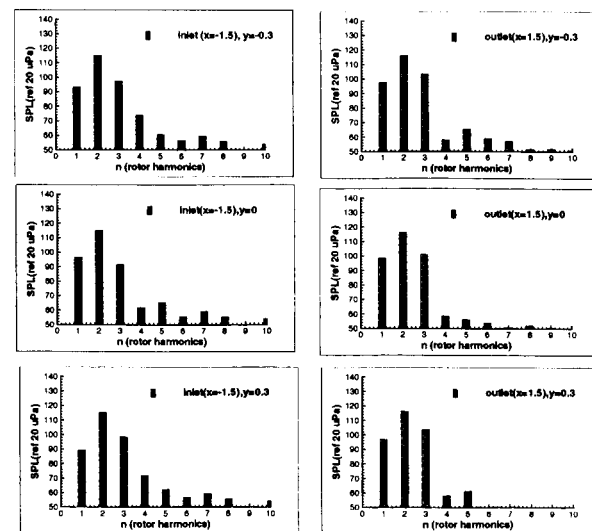 140
130
120
110
100
90
80
70
60
50
SPL(ref 20 uPa)
inlet (x=-1.5), y=-0.3
0 1 2 3 4 5 6 7 8 9 10
n (rotor harmonics)
140
130
120
110
100
90
80
70
60
50
SPL(ref 20 uPa)
outlet(x=1.5), y=-0.3
0 1 2 3 4 5 6 7 8 9 10
n (rotor harmonics)
140
130
120
110
100
90
80
70
60
50
SPL(ref 20 uPa)
inlet(x=-1.5),y=0
0 1 2 3 4 5 6 7 8 9 10
n (rotor harmonics)
140
130
120
110
100
90
80
70
60
50
SPL(ref 20 uPa)
outlet(x=1.5),y=0
0 1 2 3 4 5 6 7 8 9 10
n (rotor harmonics)
140
130
120
110
100
90
80
70
60
50
SPL(ref 20 uPa)
inlet(x=-1.5),y=0.3
0 1 2 3 4 5 6 7 8 9 10
n (rotor harmonics)
140
130
120
110
100
90
80
70
60
50
SPL(ref 20 uPa)
outlet(x=1.5),y=0.3
0 1 2 3 4 5 6 7 8 9 10
n (rotor harmonics)